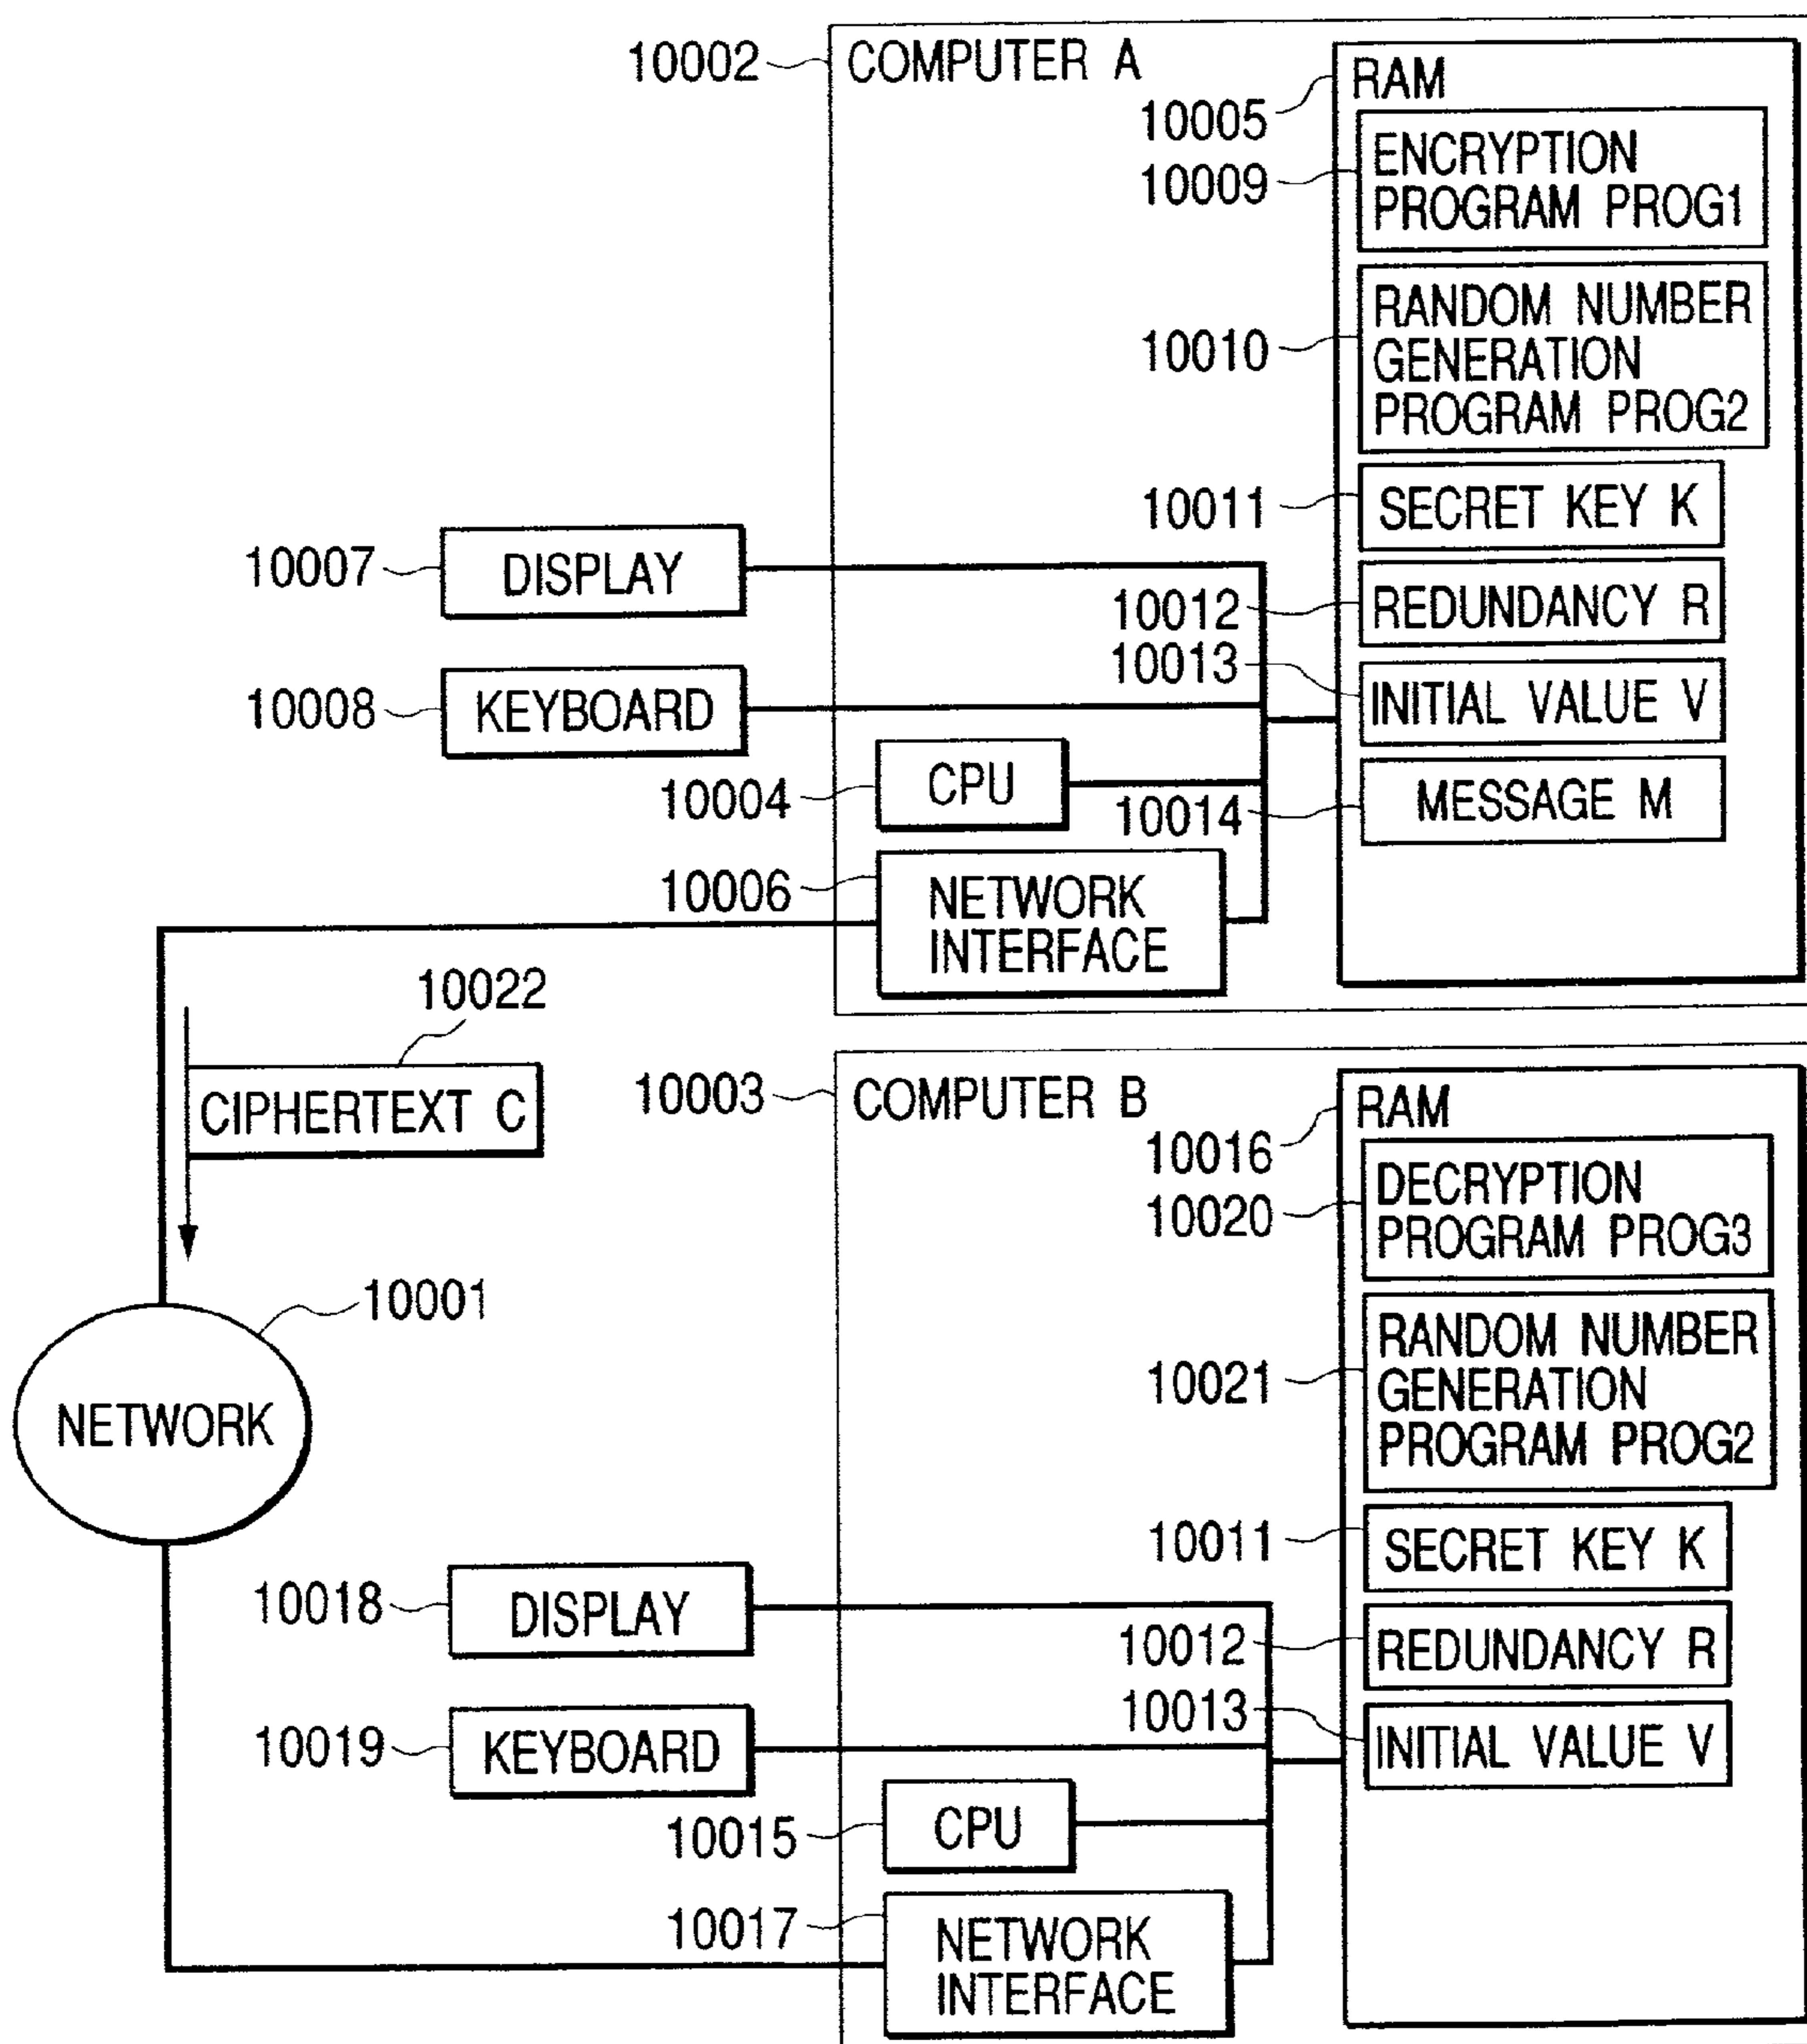 10002
COMPUTER A
RAM
10005
10009
ENCRYPTION
PROGRAM PROG1
10010
RANDOM NUMBER
GENERATION
PROGRAM PROG2
10011
SECRET KEY K
10007
DISPLAY
10012
REDUNDANCY R
10013
INITIAL VALUE V
10008
KEYBOARD
10004
CPU
10014
MESSAGE M
10006
NETWORK
INTERFACE
10022
CIPHERTEXT C
10003
COMPUTER B
RAM
10016
10020
DECRYPTION
PROGRAM PROG3
10001
NETWORK
10021
RANDOM NUMBER
GENERATION
PROGRAM PROG2
10011
SECRET KEY K
10018
DISPLAY
10012
REDUNDANCY R
10013
INITIAL VALUE V
10019
KEYBOARD
10015
CPU
10017
NETWORK
INTERFACE